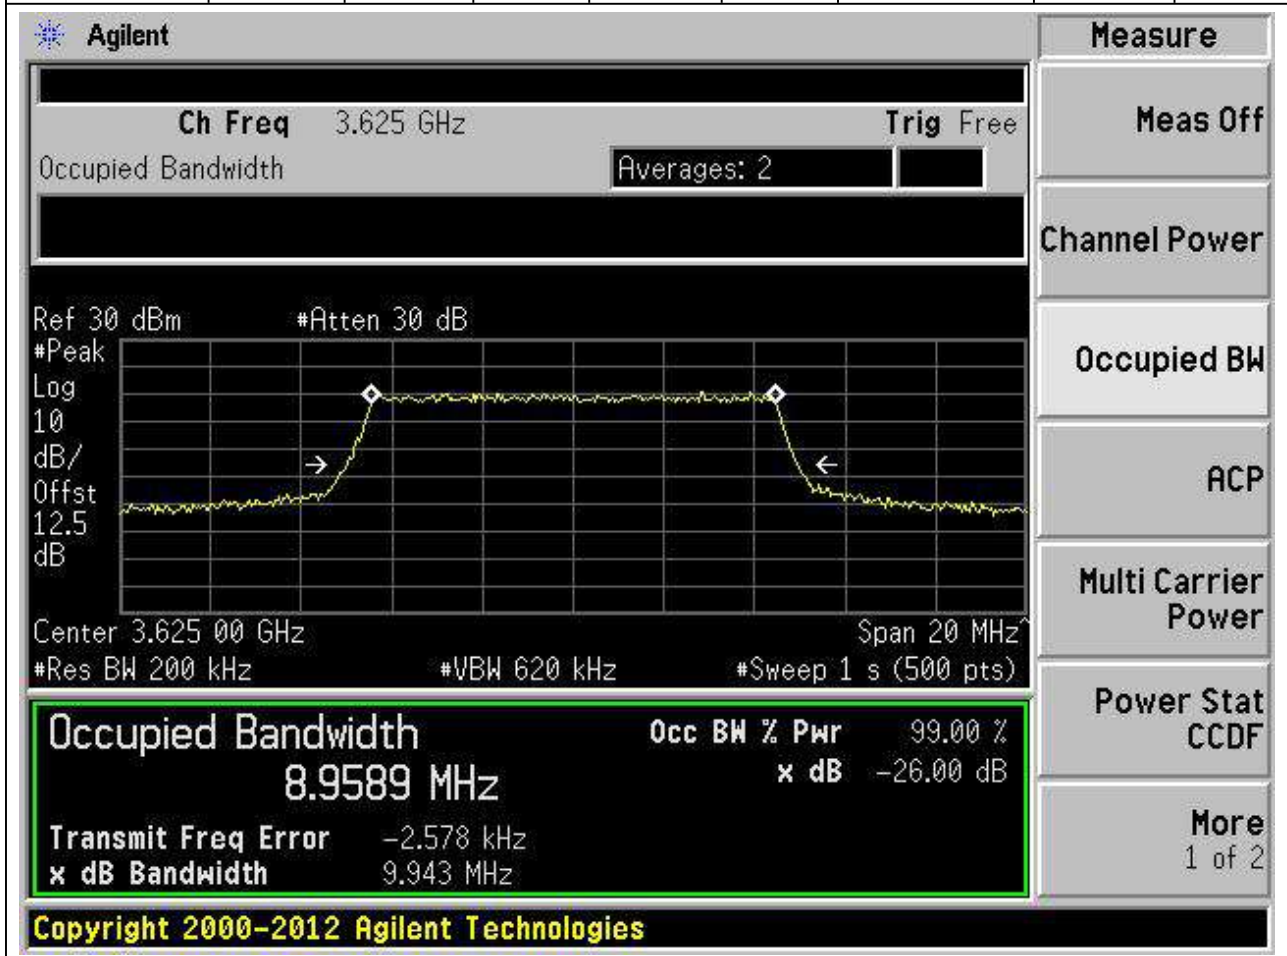 Agilent
Measure
Ch Freq 3.625 GHz Trig Free
Occupied Bandwidth Averages: 2
Meas Off
Channel Power
Occupied BW
ACP
Multi Carrier
Power
Power Stat
CCDF
More
1 of 2
Ref 30 dBm #Atten 30 dB
#Peak
Log
10
dB/
Offst
12.5
dB
Center 3.625 00 GHz Span 20 MHz^
#Res BW 200 kHz #VBW 620 kHz #Sweep 1 s (500 pts)
Occupied Bandwidth Occ BW % Pwr 99.00 %
8.9589 MHz x dB -26.00 dB
Transmit Freq Error -2.578 kHz
x dB Bandwidth 9.943 MHz
Copyright 2000-2012 Agilent Technologies